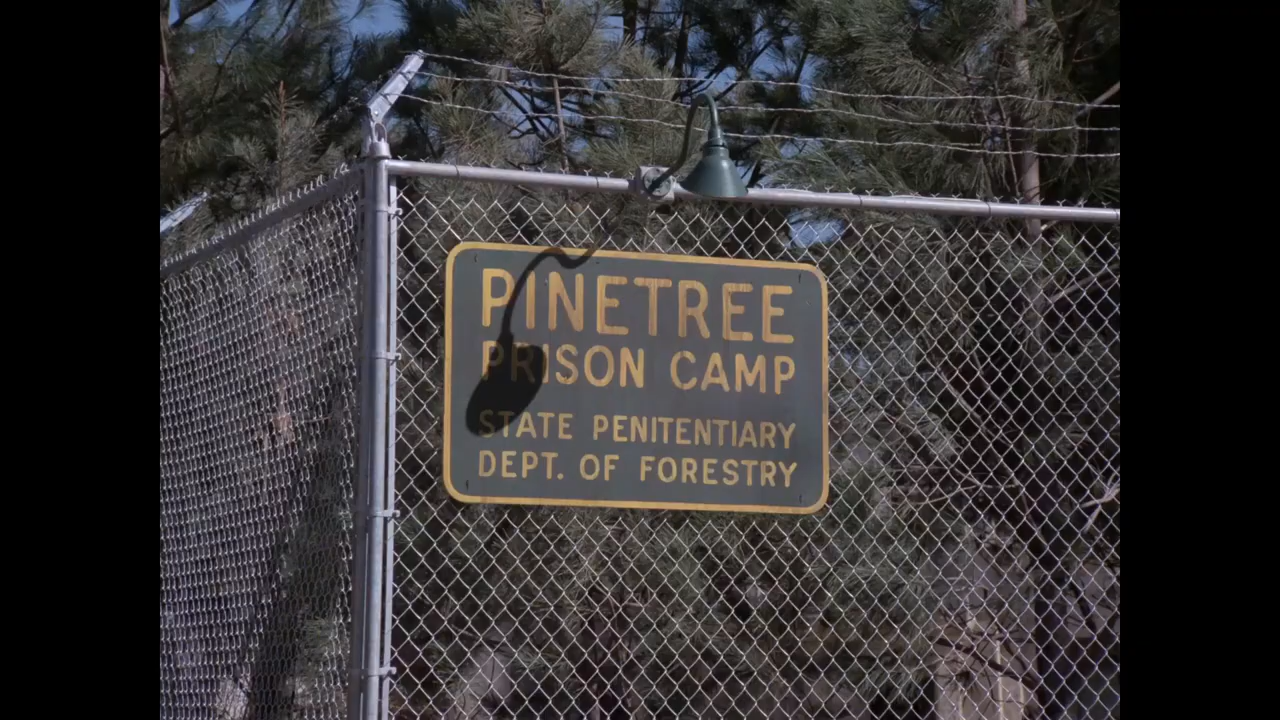 PINETREE
PRISON CAMP
STATE PENITENTIARY
DEPT. OF FORESTRY